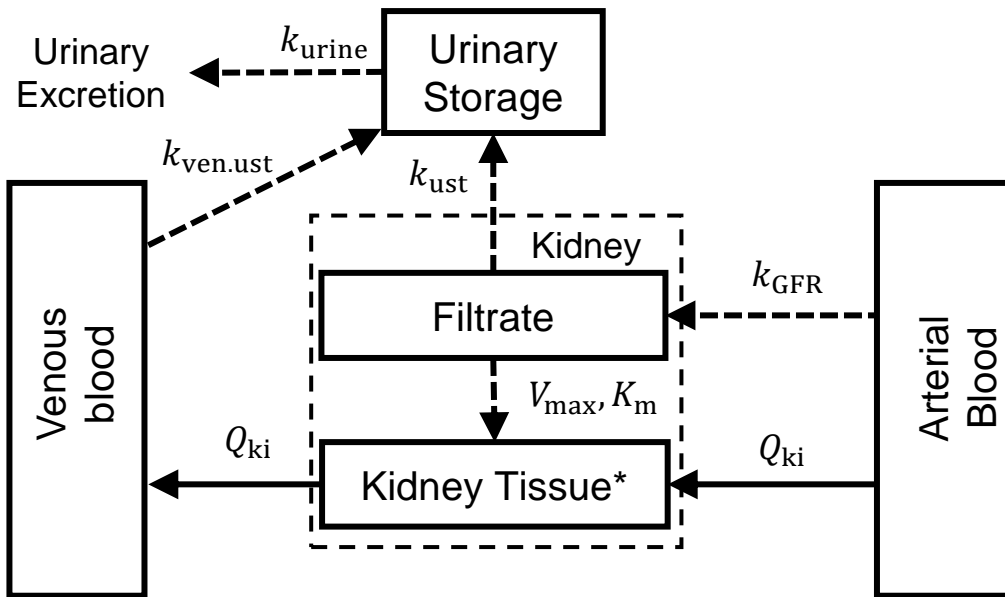 Urinary
Excretion
k_urine
Urinary
Storage
k_ven.ust
k_ust
Kidney
Filtrate
k_GFR
V_max, K_m
Q_ki
Kidney Tissue*
Q_ki
Venous
blood
Arterial
Blood